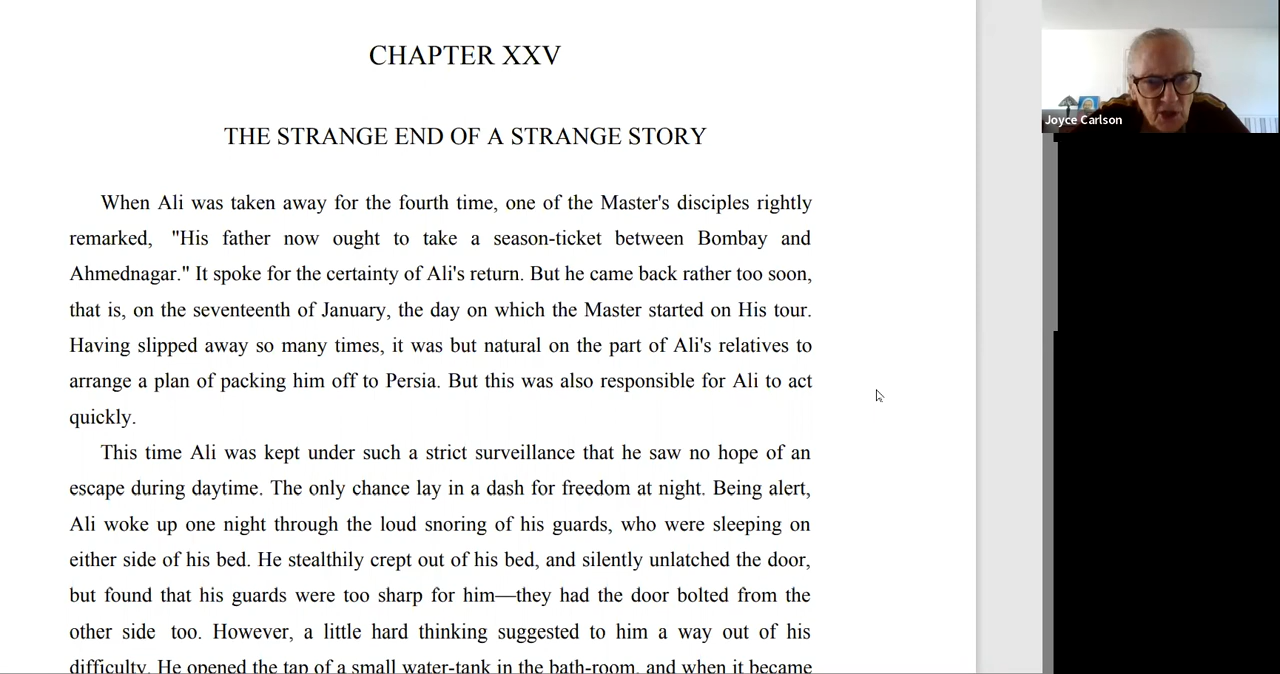 CHAPTER XXV
THE STRANGE END OF A STRANGE STORY
When Ali was taken away for the fourth time, one of the Master's disciples rightly
remarked, "His father now ought to take a season-ticket between Bombay and
Ahmednagar." It spoke for the certainty of Ali's return. But he came back rather too soon,
that is, on the seventeenth of January, the day on which the Master started on His tour.
Having slipped away so many times, it was but natural on the part of Ali's relatives to
arrange a plan of packing him off to Persia. But this was also responsible for Ali to act
quickly.
This time Ali was kept under such a strict surveillance that he saw no hope of an
escape during daytime. The only chance lay in a dash for freedom at night. Being alert,
Ali woke up one night through the loud snoring of his guards, who were sleeping on
either side of his bed. He stealthily crept out of his bed, and silently unlatched the door,
but found that his guards were too sharp for him—they had the door bolted from the
other side too. However, a little hard thinking suggested to him a way out of his
difficulty. He opened the tap of a small water-tank in the bath-room, and when it became
Joyce Carlson